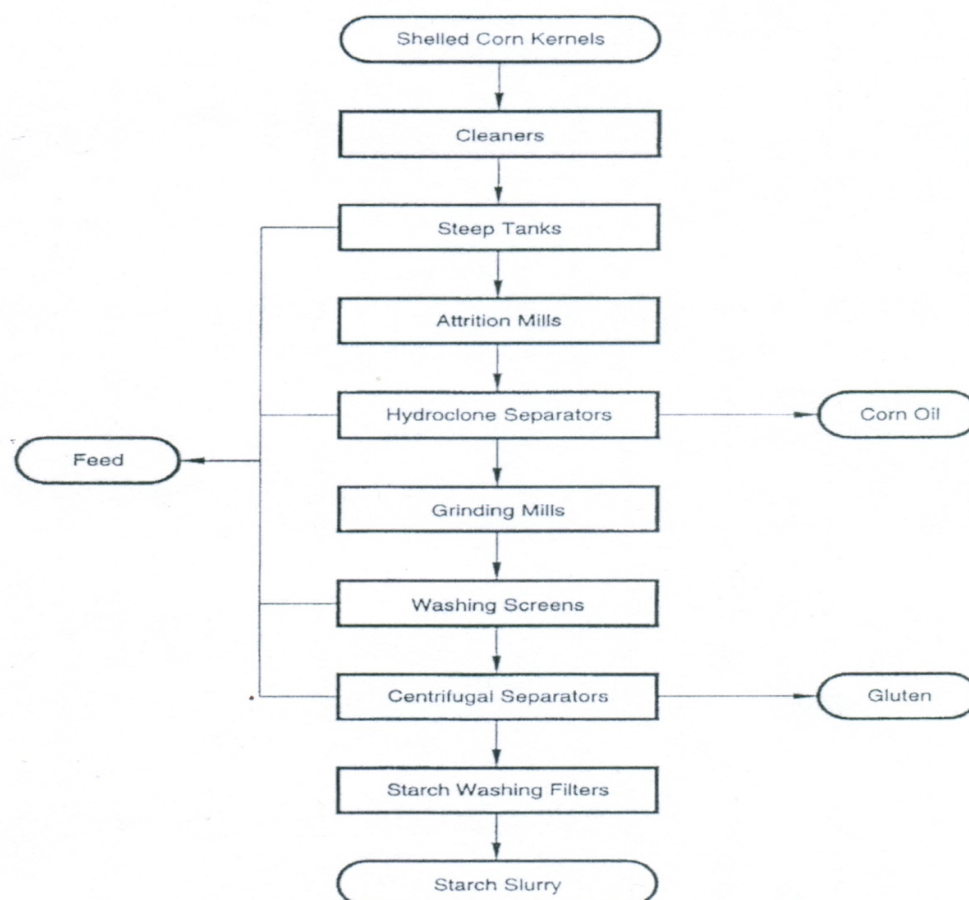 Shelled Corn Kernels
Cleaners
Steep Tanks
Attrition Mills
Hydroclone Separators
Corn Oil
Feed
Grinding Mills
Washing Screens
Centrifugal Separators
Gluten
Starch Washing Filters
Starch Slurry